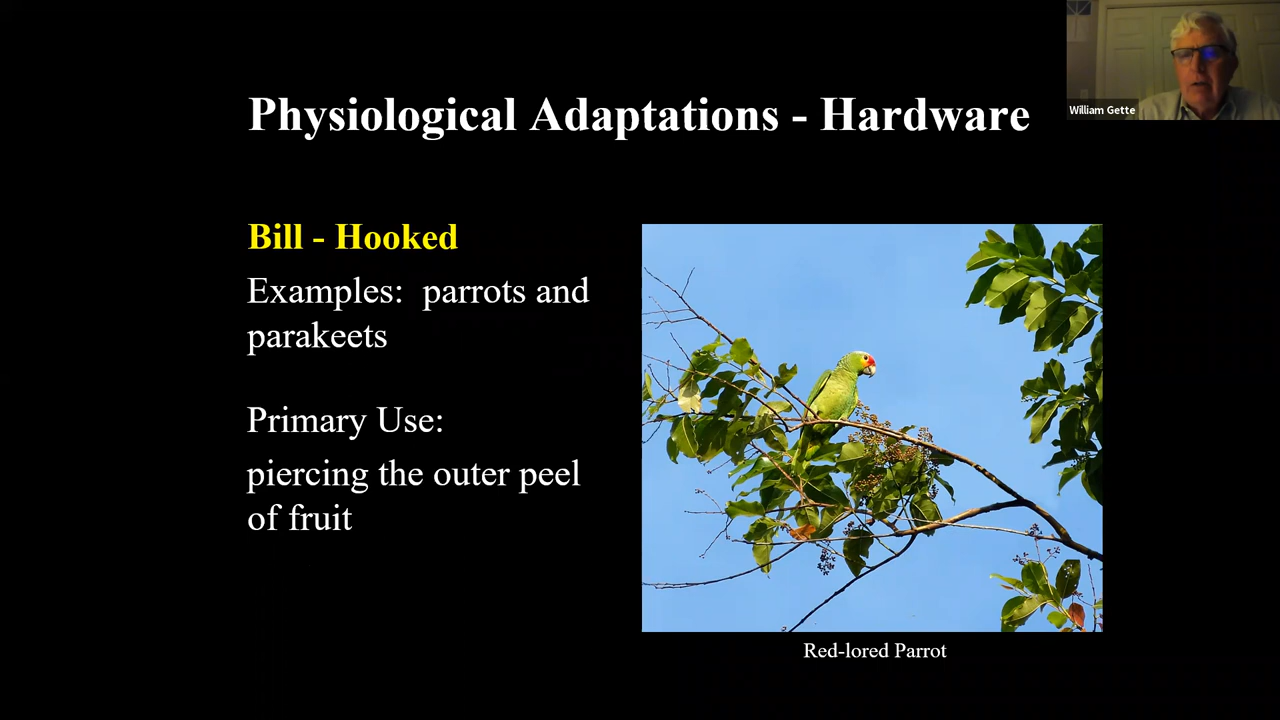 William Gette
Physiological Adaptations - Hardware
Bill - Hooked
Examples:  parrots and
parakeets
Primary Use:
piercing the outer peel
of fruit
Red-lored Parrot